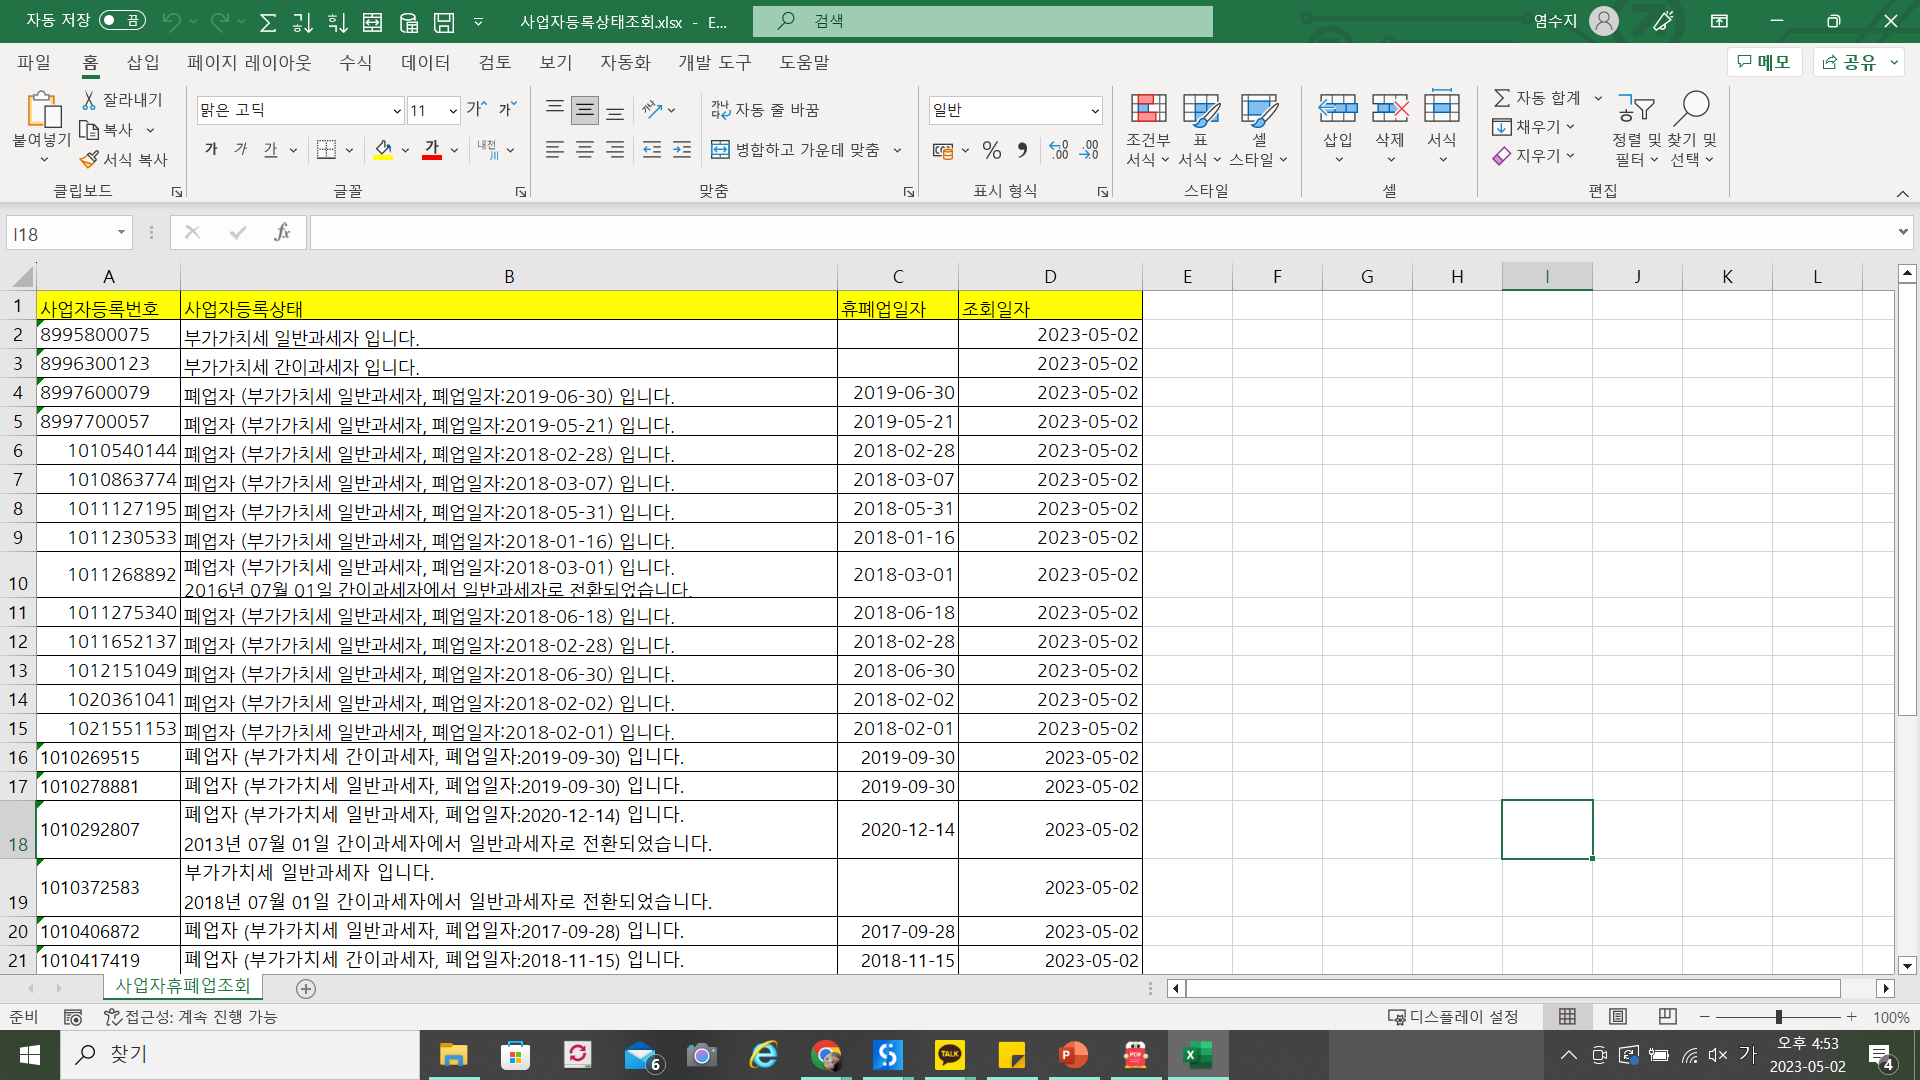 자동 저장 끔 사업자등록상태조회.xlsx - E... 검색 염수지
파일 홈 삽입 페이지 레이아웃 수식 데이터 검토 보기 자동화 개발 도구 도움말 메모 공유
붙여넣기 잘라내기 복사 서식 복사 클립보드
맑은 고딕 11 가 가
가 가 가 가 내천 글꼴
가나다 자동 줄 바꿈
병합하고 가운데 맞춤 맞춤
일반
% 표시 형식
조건부 서식 표 서식 셀 스타일 스타일
삽입 삭제 서식 셀
자동 합계 채우기 지우기 정렬 및 필터 찾기 및 선택 편집
I18 fx
A B C D E F G H I J K L
1 사업자등록번호 사업자등록상태 휴폐업일자 조회일자
2 8995800075 부가가치세 일반과세자 입니다. 2023-05-02
3 8996300123 부가가치세 간이과세자 입니다. 2023-05-02
4 8997600079 폐업자 (부가가치세 일반과세자, 폐업일자:2019-06-30) 입니다. 2019-06-30 2023-05-02
5 8997700057 폐업자 (부가가치세 일반과세자, 폐업일자:2019-05-21) 입니다. 2019-05-21 2023-05-02
6 1010540144 폐업자 (부가가치세 일반과세자, 폐업일자:2018-02-28) 입니다. 2018-02-28 2023-05-02
7 1010863774 폐업자 (부가가치세 일반과세자, 폐업일자:2018-03-07) 입니다. 2018-03-07 2023-05-02
8 1011127195 폐업자 (부가가치세 일반과세자, 폐업일자:2018-05-31) 입니다. 2018-05-31 2023-05-02
9 1011230533 폐업자 (부가가치세 일반과세자, 폐업일자:2018-01-16) 입니다. 2018-01-16 2023-05-02
10 1011268892 폐업자 (부가가치세 일반과세자, 폐업일자:2018-03-01) 입니다. 2018-03-01 2023-05-02
2016년 07월 01일 간이과세자에서 일반과세자로 전환되었습니다.
11 1011275340 폐업자 (부가가치세 일반과세자, 폐업일자:2018-06-18) 입니다. 2018-06-18 2023-05-02
12 1011652137 폐업자 (부가가치세 일반과세자, 폐업일자:2018-02-28) 입니다. 2018-02-28 2023-05-02
13 1012151049 폐업자 (부가가치세 일반과세자, 폐업일자:2018-06-30) 입니다. 2018-06-30 2023-05-02
14 1020361041 폐업자 (부가가치세 일반과세자, 폐업일자:2018-02-02) 입니다. 2018-02-02 2023-05-02
15 1021551153 폐업자 (부가가치세 일반과세자, 폐업일자:2018-02-01) 입니다. 2018-02-01 2023-05-02
16 1010269515 폐업자 (부가가치세 간이과세자, 폐업일자:2019-09-30) 입니다. 2019-09-30 2023-05-02
17 1010278881 폐업자 (부가가치세 일반과세자, 폐업일자:2019-09-30) 입니다. 2019-09-30 2023-05-02
18 1010292807 폐업자 (부가가치세 일반과세자, 폐업일자:2020-12-14) 입니다. 2020-12-14 2023-05-02
2013년 07월 01일 간이과세자에서 일반과세자로 전환되었습니다.
19 1010372583 부가가치세 일반과세자 입니다. 2023-05-02
2018년 07월 01일 간이과세자에서 일반과세자로 전환되었습니다.
20 1010406872 폐업자 (부가가치세 일반과세자, 폐업일자:2017-09-28) 입니다. 2017-09-28 2023-05-02
21 1010417419 폐업자 (부가가치세 간이과세자, 폐업일자:2018-11-15) 입니다. 2018-11-15 2023-05-02
사업자휴폐업조회
준비 접근성: 계속 진행 가능 디스플레이 설정 100%
찾기 6 TALK P PDF X 가 오후 4:53
2023-05-02 4